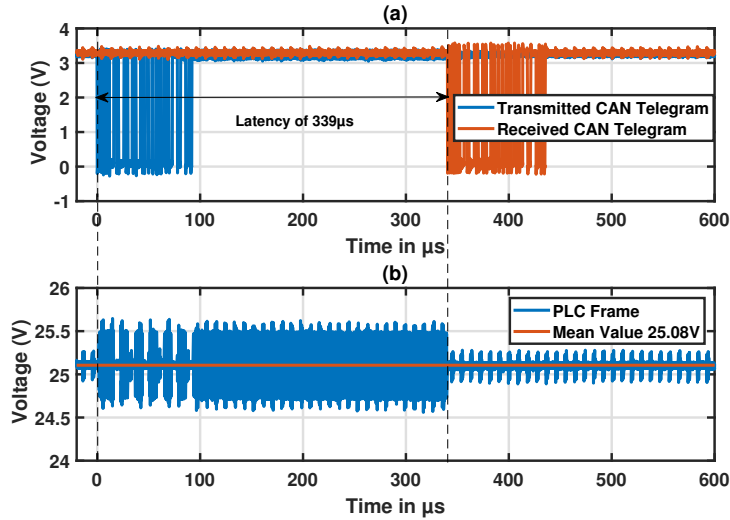 (a)
4
3
2
1
0
-1
Voltage (V)
Latency of 339µs
Transmitted CAN Telegram
Received CAN Telegram
0 100 200 300 400 500 600
Time in µs
(b)
26
25.5
25
24.5
24
Voltage (V)
PLC Frame
Mean Value 25.08V
0 100 200 300 400 500 600
Time in µs